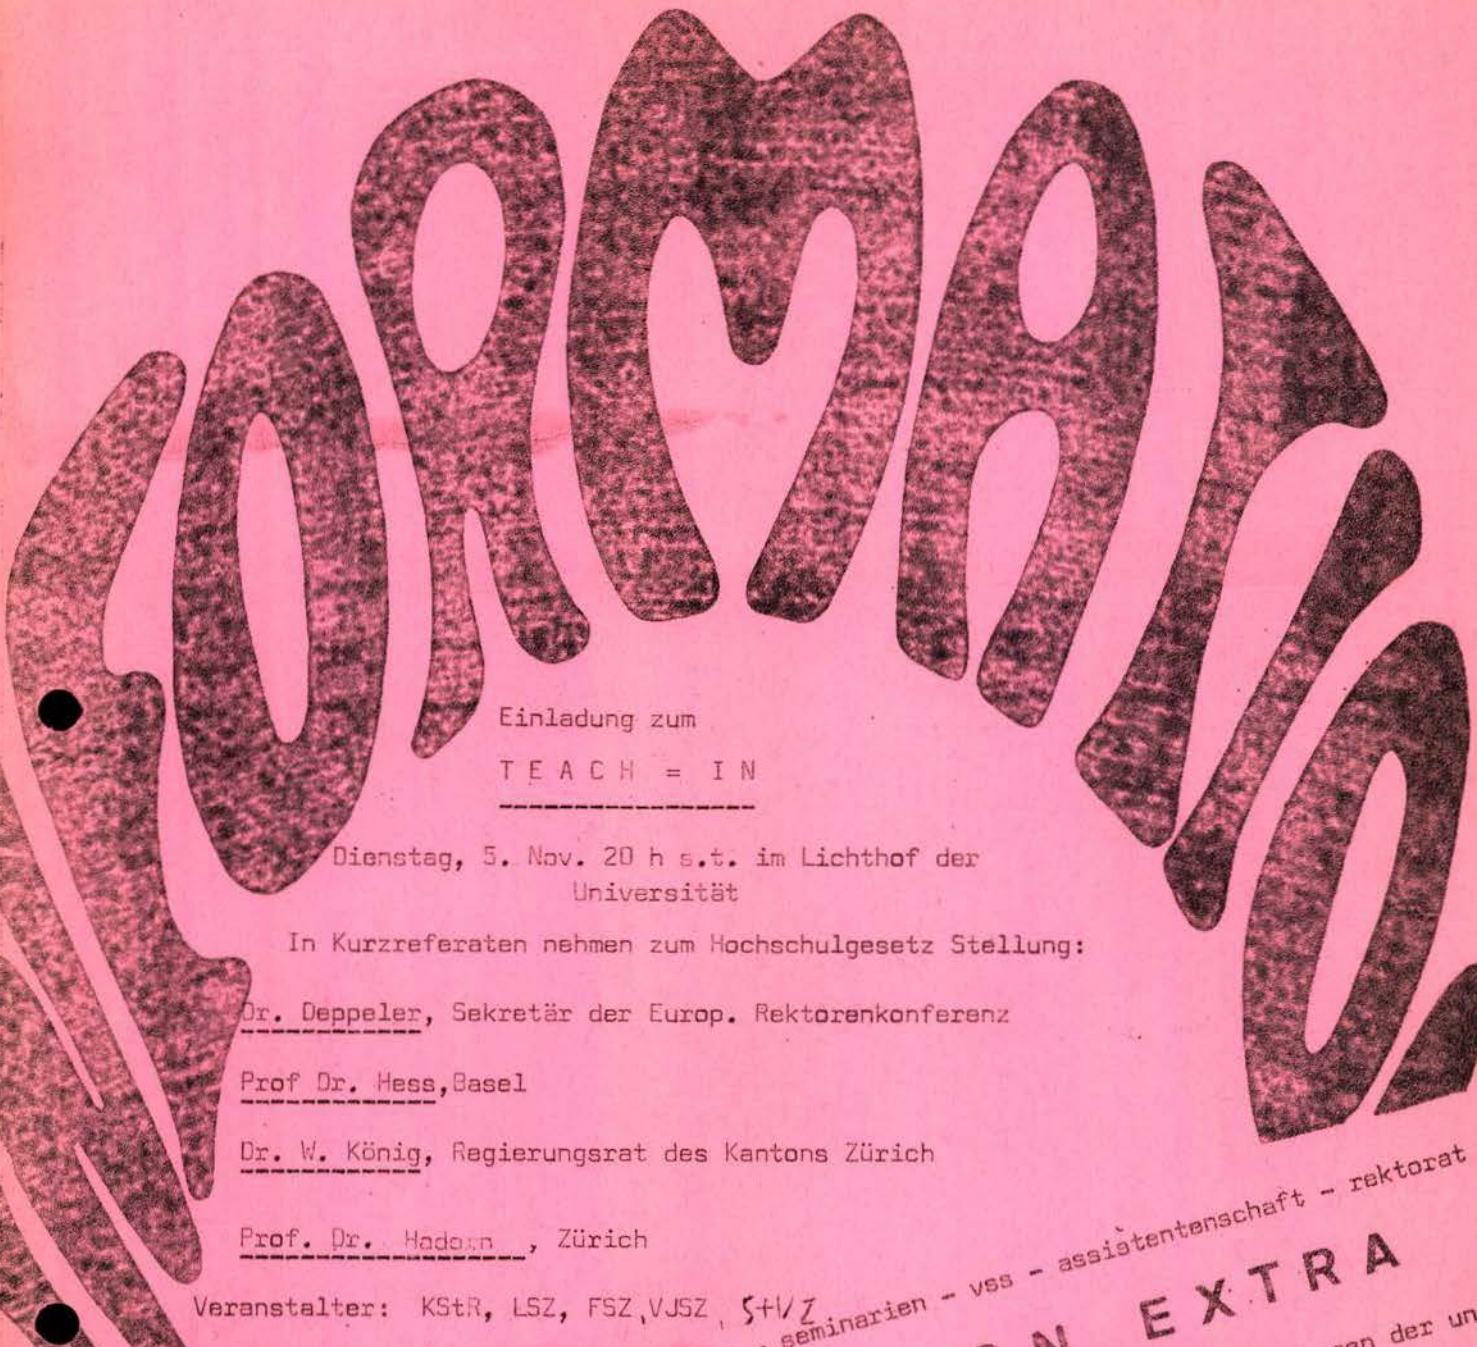 INFORMATION
Einladung zum
TEACH = IN
Dienstag, 5. Nov. 20 h s.t. im Lichthof der
Universität
In Kurzreferaten nehmen zum Hochschulgesetz Stellung:
Dr. Deppeler, Sekretär der Europ. Rektorenkonferenz
Prof Dr. Hess, Basel
Dr. W. König, Regierungsrat des Kantons Zürich
Prof. Dr. Hadorn, Zürich
Veranstalter: KStR, LSZ, FSZ, VJSZ,
seminarien - vss - assistentenschaft - rektorat
EXTRA
der